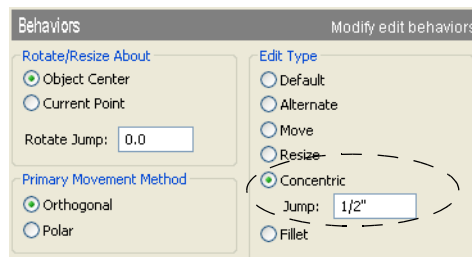 Behaviors
Modify edit behaviors
Rotate/Resize About
Object Center
Current Point
Rotate Jump: 0.0
Primary Movement Method
Orthogonal
Polar
Edit Type
Default
Alternate
Move
Resize
Concentric
Jump: 1/2"
Fillet